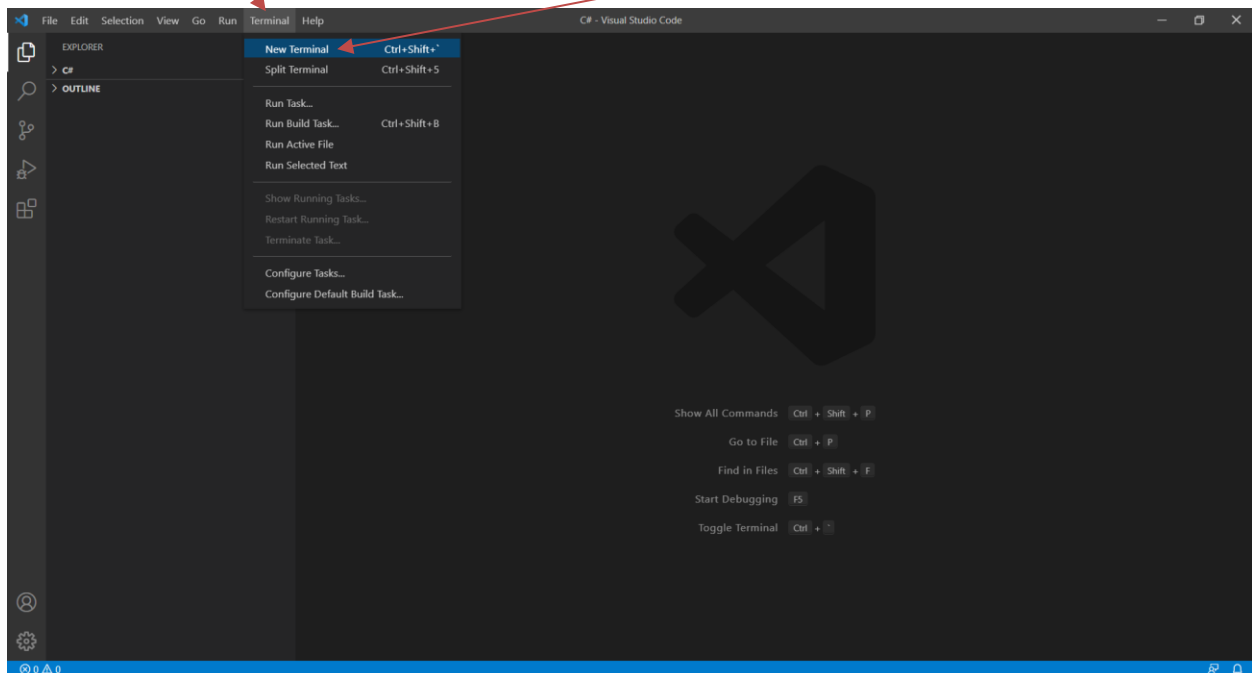 File Edit Selection View Go Run Terminal Help C# - Visual Studio Code
EXPLORER
C#
OUTLINE
New Terminal Ctrl+Shift+`
Split Terminal Ctrl+Shift+5
Run Task...
Run Build Task... Ctrl+Shift+B
Run Active File
Run Selected Text
Show Running Tasks...
Restart Running Task...
Terminate Task...
Configure Tasks...
Configure Default Build Task...
Show All Commands Ctrl + Shift + P
Go to File Ctrl + P
Find in Files Ctrl + Shift + F
Start Debugging F5
Toggle Terminal Ctrl + `
0 0